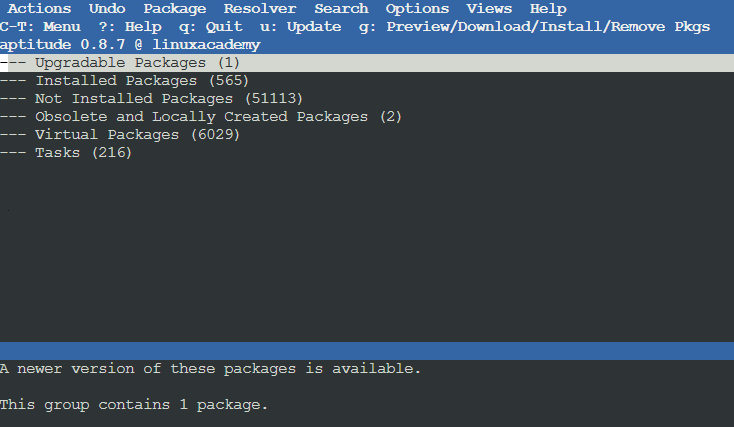 Actions Undo Package Resolver Search Options Views Help
C-T: Menu ?: Help q: Quit u: Update g: Preview/Download/Install/Remove Pkgs
aptitude 0.8.7 @ linuxacademy
--- Upgradable Packages (1)
--- Installed Packages (565)
--- Not Installed Packages (51113)
--- Obsolete and Locally Created Packages (2)
--- Virtual Packages (6029)
--- Tasks (216)
A newer version of these packages is available.
This group contains 1 package.